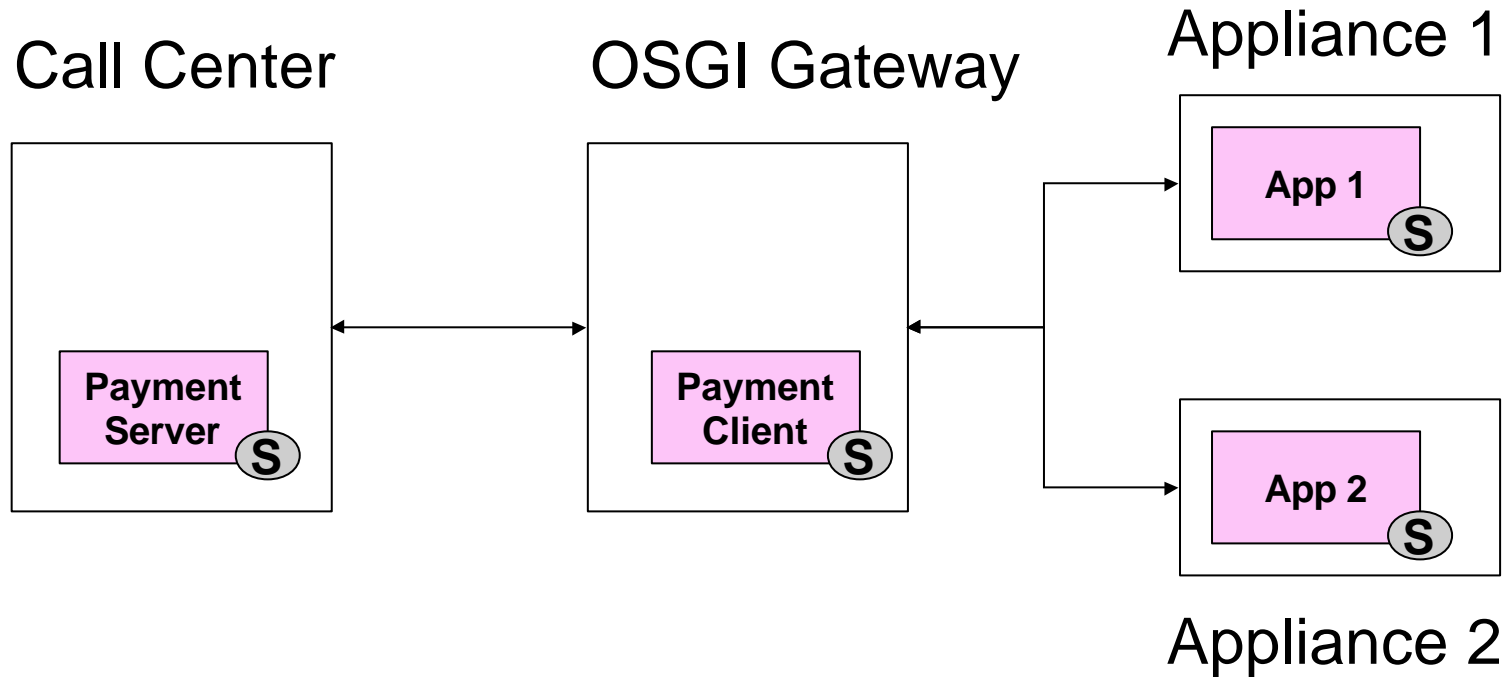 Call Center
OSGI Gateway
Appliance 1
App 1
S
Payment
Server
S
Payment
Client
S
App 2
S
Appliance 2